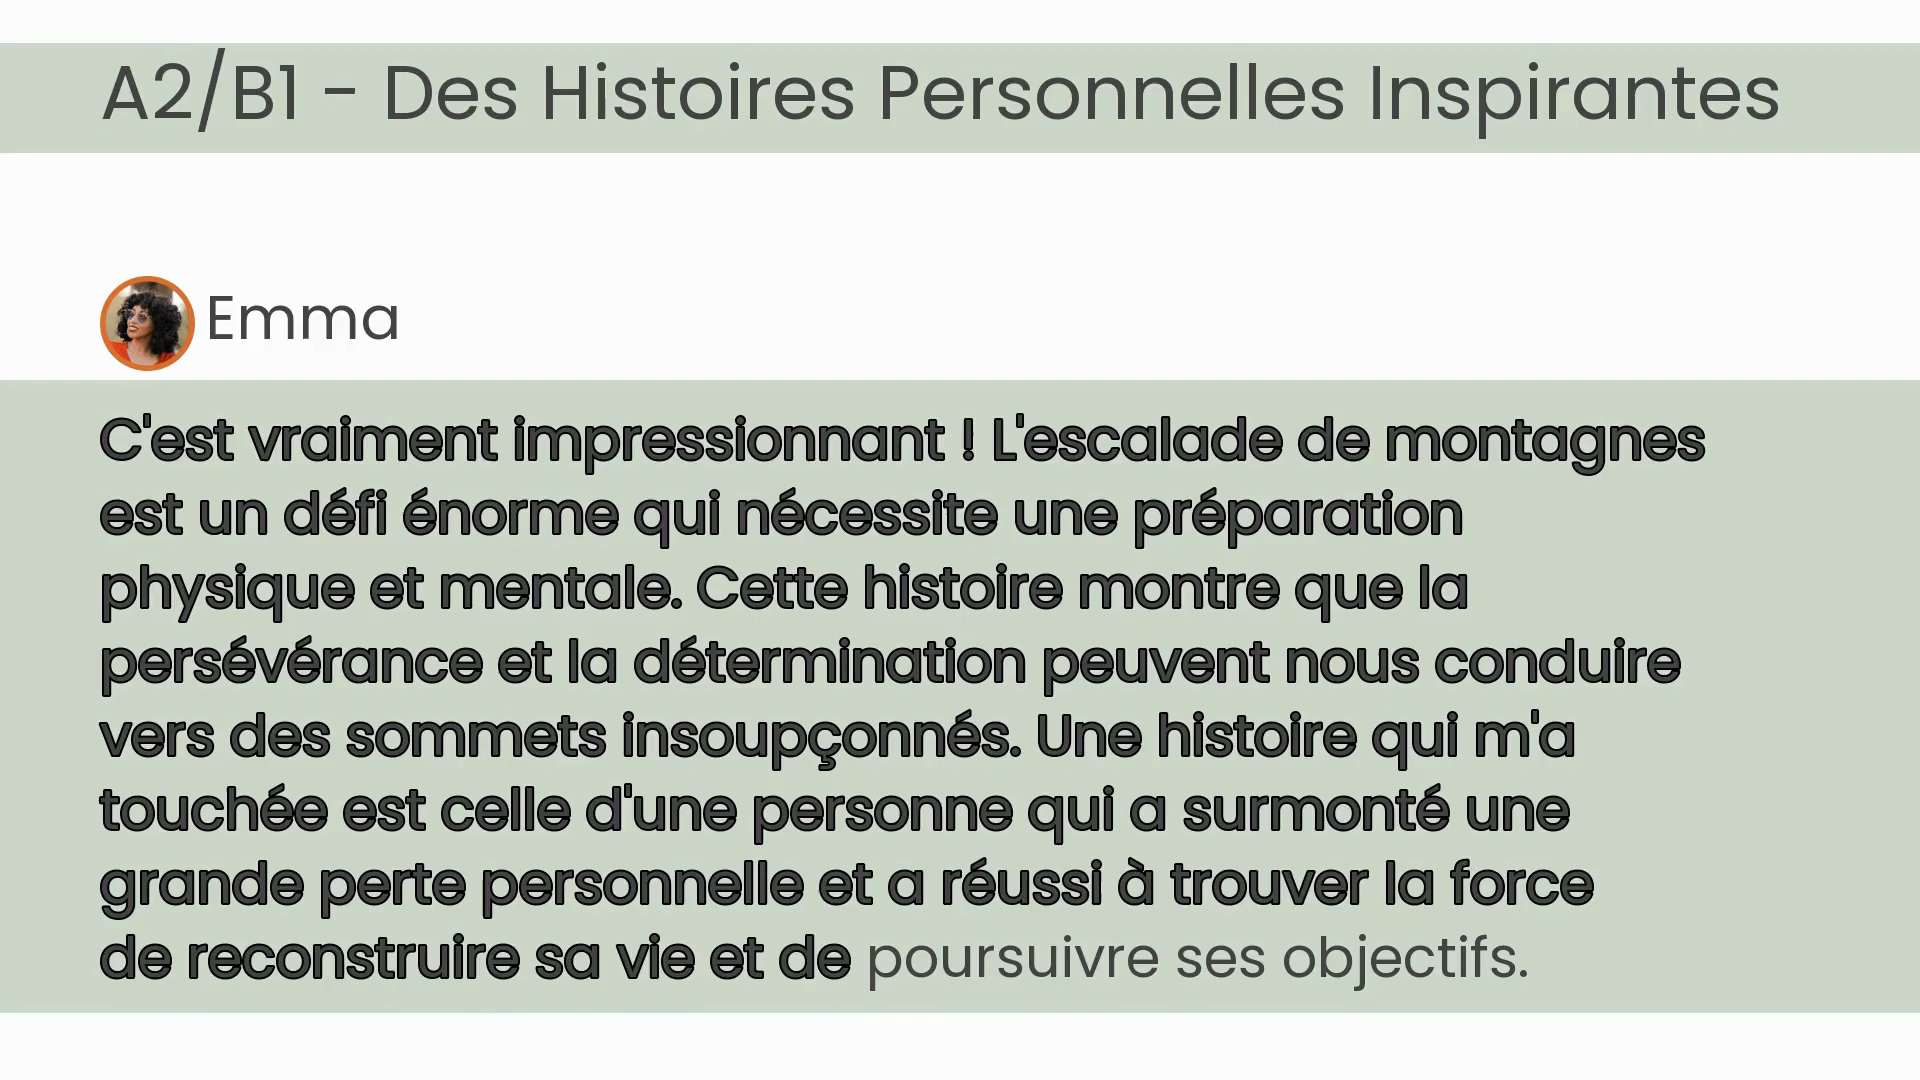 A2/B1 - Des Histoires Personnelles Inspirantes
Emma
C'est vraiment impressionnant ! L'escalade de montagnes
est un défi énorme qui nécessite une préparation
physique et mentale. Cette histoire montre que la
persévérance et la détermination peuvent nous conduire
vers des sommets insoupçonnés. Une histoire qui m'a
touchée est celle d'une personne qui a surmonté une
grande perte personnelle et a réussi à trouver la force
de reconstruire sa vie et de poursuivre ses objectifs.